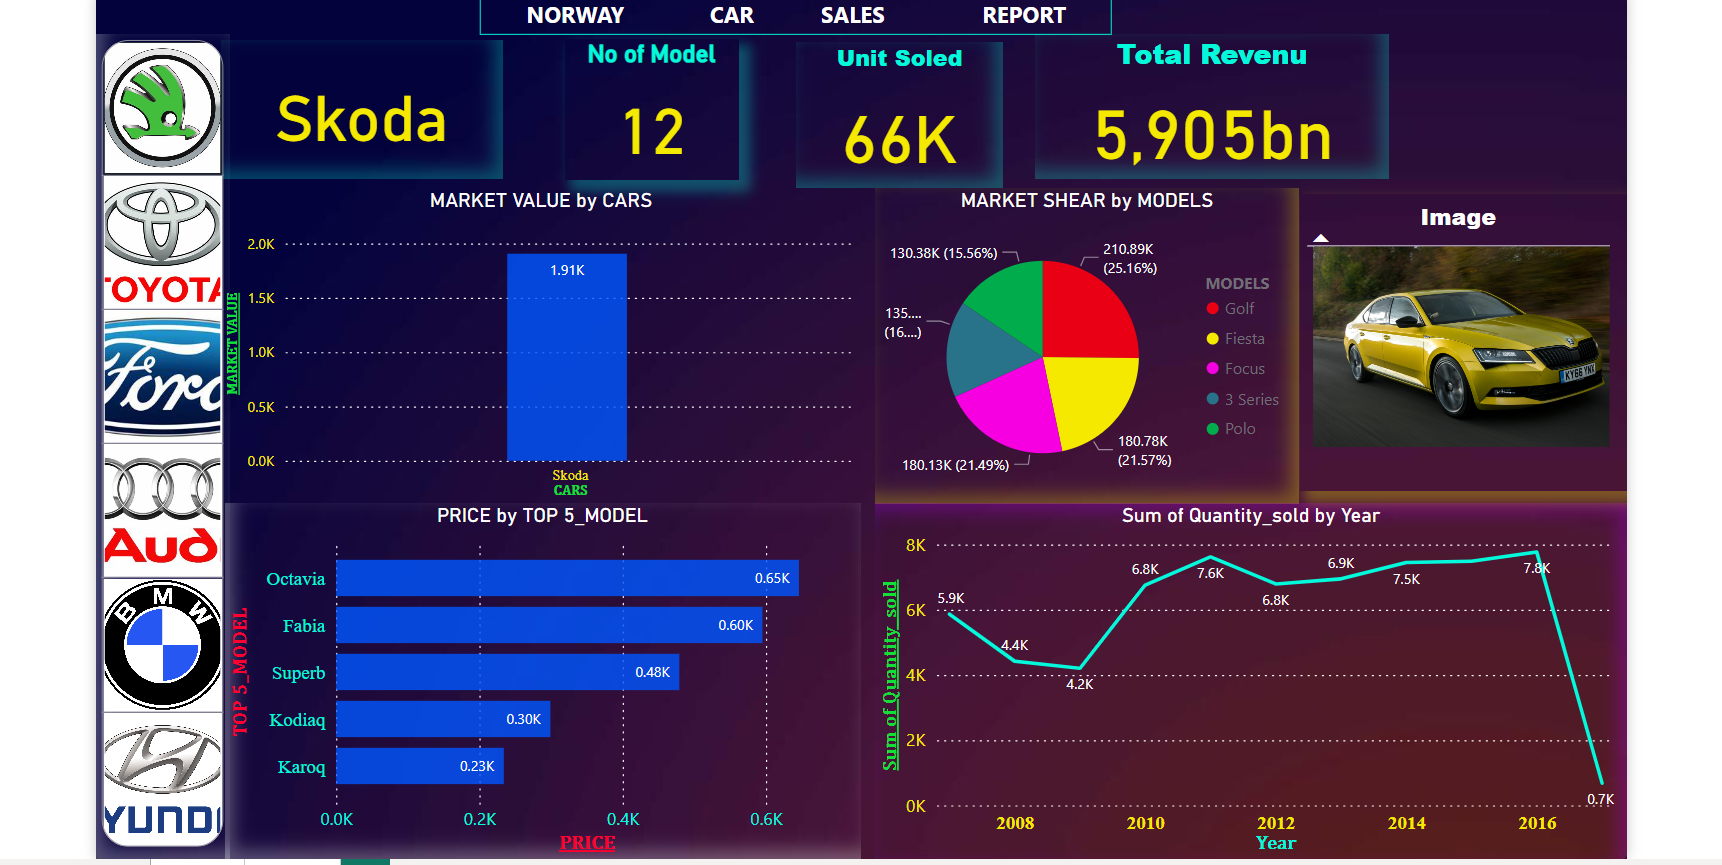 NORWAY CAR SALES REPORT
Skoda
No of Model
12
Unit Soled
66K
Total Revenu
5,905bn
TOYOTA
Ford
Audi
BMW
YUNDI
MARKET VALUE by CARS
MARKET VALUE
2.0K
1.5K
1.0K
0.5K
0.0K
1.91K
Skoda
CARS
MARKET SHEAR by MODELS
130.38K (15.56%)
210.89K
(25.16%)
135....
(16....)
180.13K (21.49%)
180.78K
(21.57%)
MODELS
Golf
Fiesta
Focus
3 Series
Polo
Image
KY66 YNX
PRICE by TOP 5_MODEL
TOP 5_MODEL
Octavia
0.65K
Fabia
0.60K
Superb
0.48K
Kodiaq
0.30K
Karoq
0.23K
0.0K
0.2K
0.4K
0.6K
PRICE
Sum of Quantity_sold by Year
Sum of Quantity_sold
8K
6K
4K
2K
0K
5.9K
4.4K
4.2K
6.8K
7.6K
6.8K
6.9K
7.5K
7.8K
0.7K
2008
2010
2012
2014
2016
Year